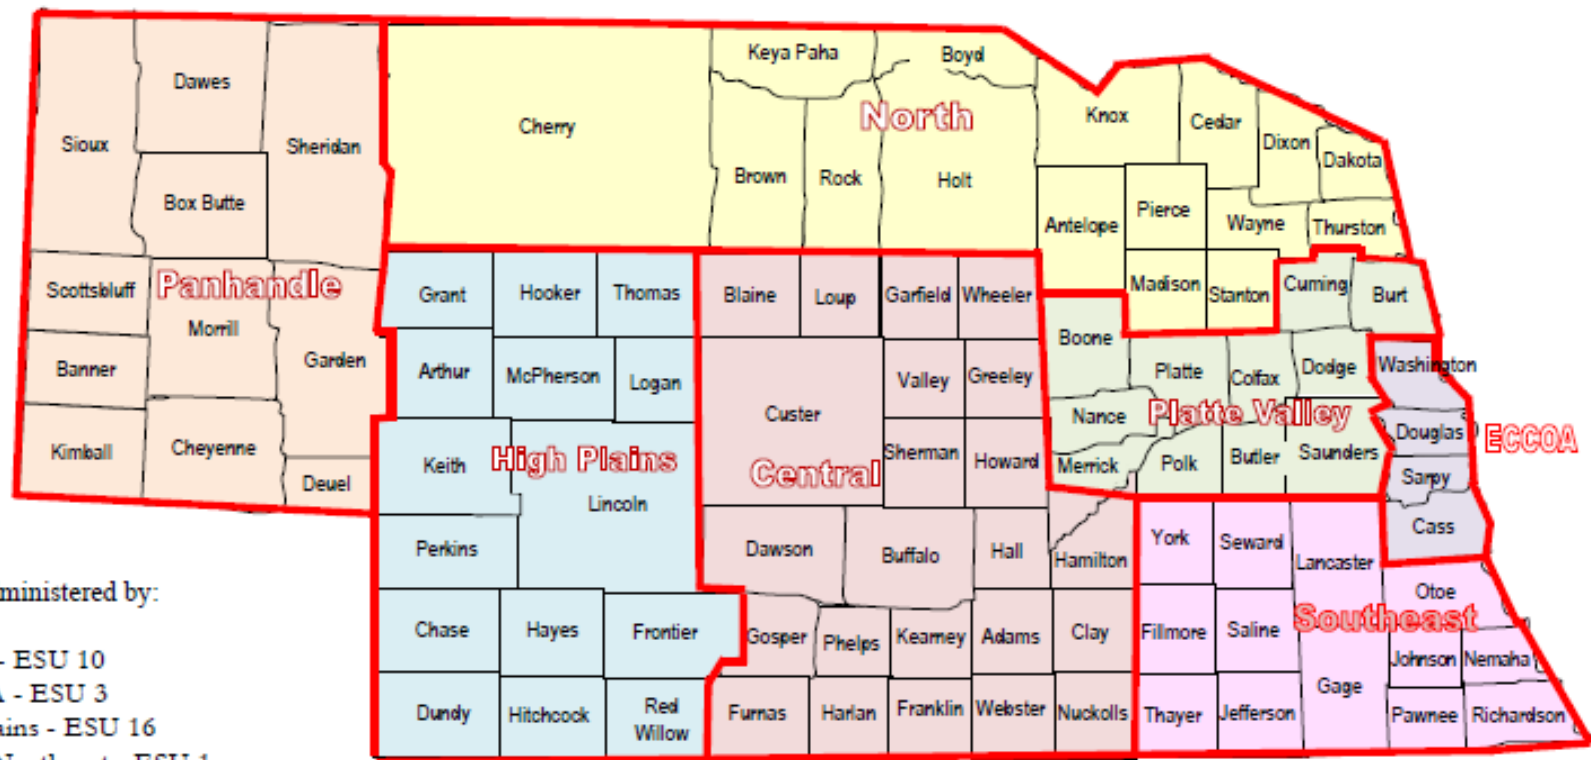 Keya Paha
Boyd
Dawes
Knox
Cedar
North
Cherry
Dixon
Sioux
Sheridan
Dakota
Brown
Rock
Holt
Box Butte
Pierce
Antelope
Wayne
Thurston
Scottsbluff
Panhandle
Grant
Hooker
Thomas
Blaine
Loup
Garfield
Wheeler
Madison
Stanton
Cuming
Burt
Morrill
Garden
Boone
Banner
Arthur
McPherson
Logan
Valley
Greeley
Platte
Colfax
Dodge
Washington
Custer
Nance
Platte Valley
Douglas
ECCOA
Kimball
Cheyenne
Keith
High Plains
Central
Sherman
Howard
Merrick
Polk
Butler
Saunders
Sarpy
Deuel
Lincoln
Cass
Perkins
Dawson
Buffalo
Hall
Hamilton
York
Seward
Lancaster
Otoe
Chase
Hayes
Frontier
Gosper
Phelps
Kearney
Adams
Clay
Fillmore
Saline
Southeast
Johnson
Nemaha
Dundy
Hitchcock
Red
Willow
Furnas
Harlan
Franklin
Webster
Nuckolls
Thayer
Jefferson
Gage
Pawnee
Richardson
ministered by:
- ESU 10
- ESU 3
ains - ESU 16